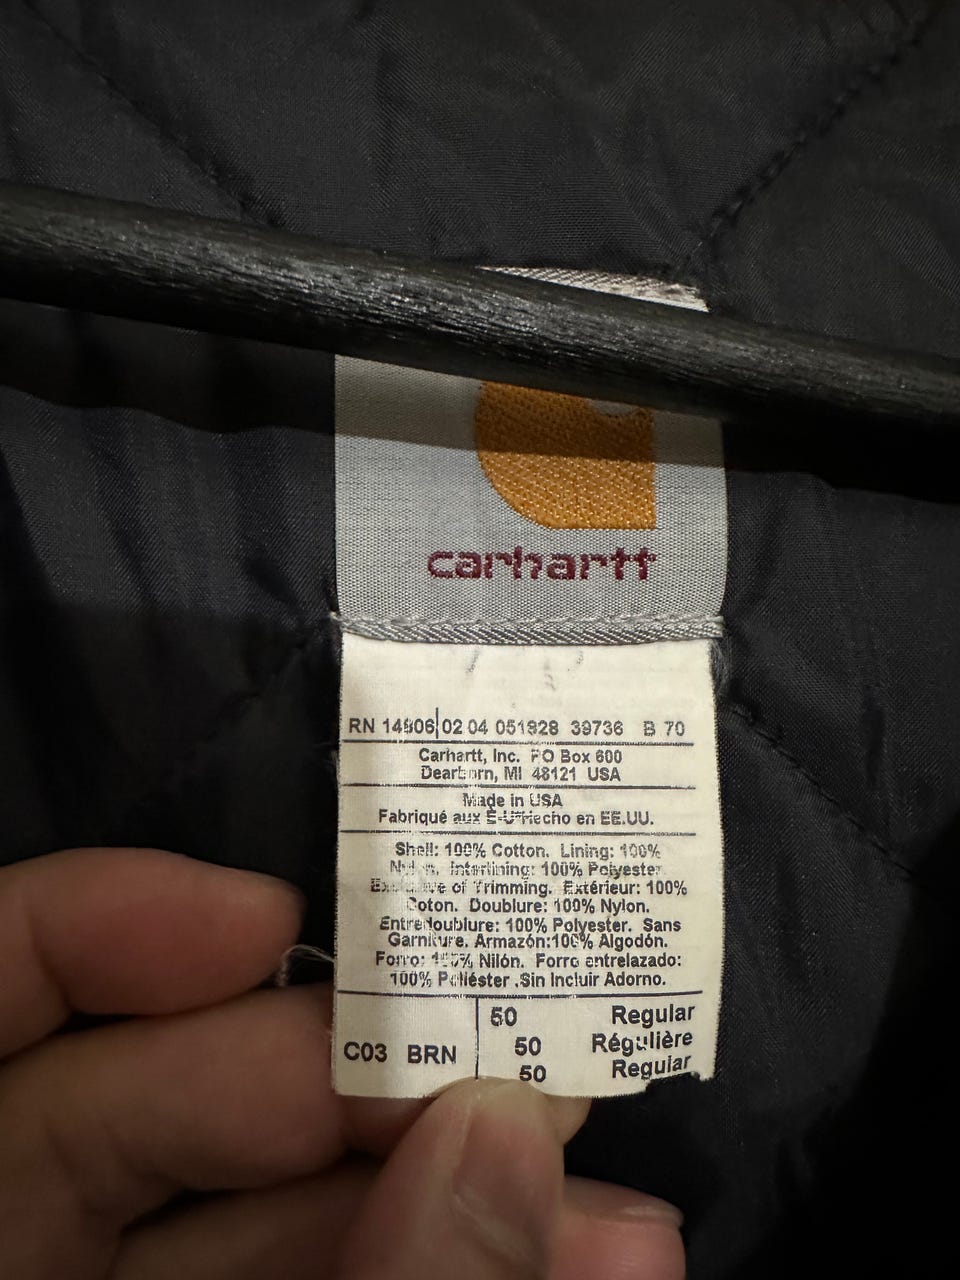 carhartt
RN 14806 02 04 051928 39736 B 70
Carhartt, Inc. PO Box 600
Dearborn, MI 48121 USA
Made in USA
Fabriqué aux É-U*Hecho en EE.UU.
Shell: 100% Cotton. Lining: 100%
Nylon. Interlining: 100% Polyester
Exclusive of Trimming. Extérieur: 100%
Coton. Doublure: 100% Nylon.
Entredoublure: 100% Polyester. Sans
Garniture. Armazón:100% Algodón.
Forro: 100% Nilón. Forro entrelazado:
100% Poliéster .Sin Incluir Adorno.
C03 BRN
50 Regular
50 Régulière
50 Regular